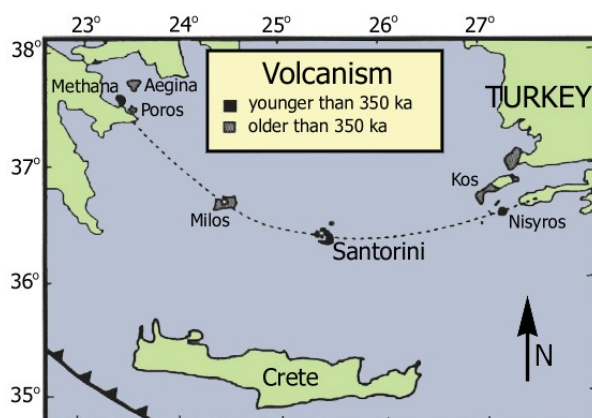 23° 24° 25° 26° 27°
38°
Volcanism
younger than 350 ka
older than 350 ka
Methana
Aegina
Poros
TURKEY
37°
Kos
Milos
Nisyros
Santorini
36°
N
Crete
35°